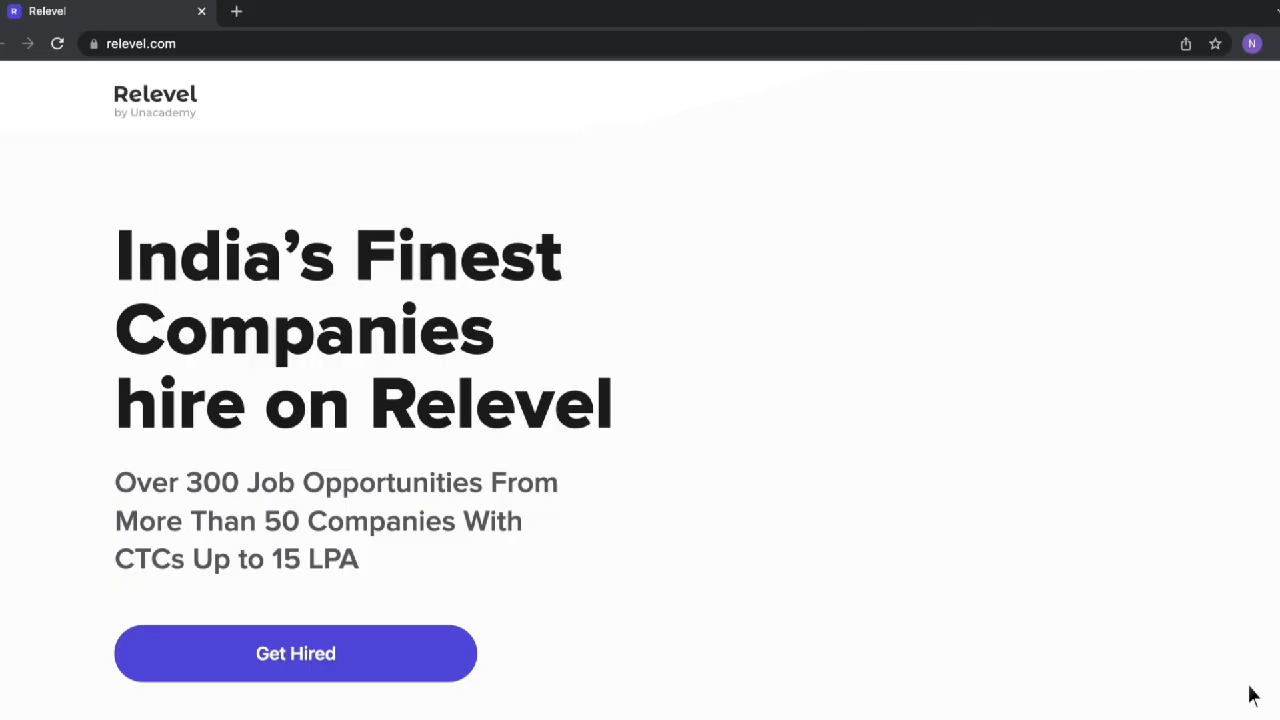 R Relevel
relevel.com
N
Relevel
by Unacademy
India’s Finest
Companies
hire on Relevel
Over 300 Job Opportunities From
More Than 50 Companies With
CTCs Up to 15 LPA
Get Hired